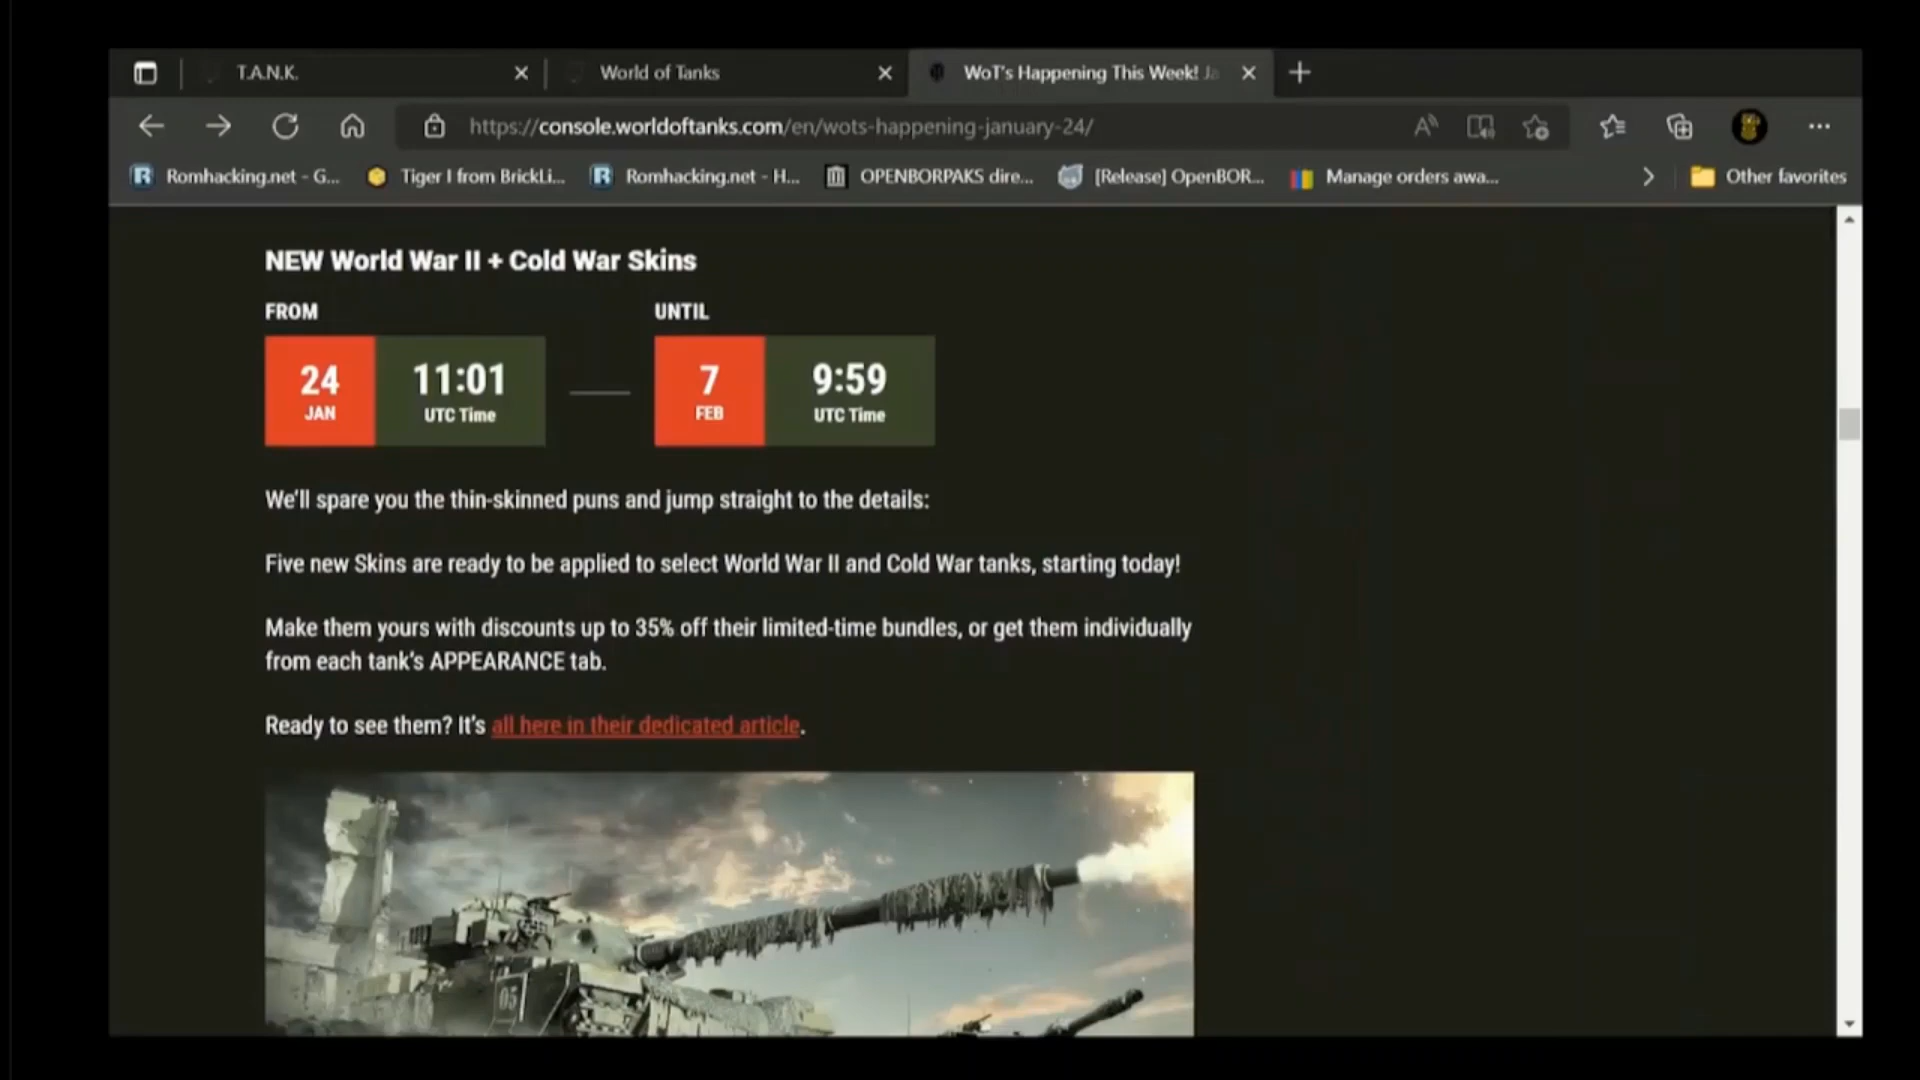 T.A.N.K.
World of Tanks
WoT's Happening This Week! Ja
https://console.worldoftanks.com/en/wots-happening-january-24/
Romhacking.net - G...
Tiger I from BrickLi...
Romhacking.net - H...
OPENBORPAKS dire...
[Release] OpenBOR...
Manage orders awa...
Other favorites
NEW World War II + Cold War Skins
FROM
UNTIL
24
JAN
11:01
UTC Time
7
FEB
9:59
UTC Time
We'll spare you the thin-skinned puns and jump straight to the details:
Five new Skins are ready to be applied to select World War II and Cold War tanks, starting today!
Make them yours with discounts up to 35% off their limited-time bundles, or get them individually
from each tank's APPEARANCE tab.
Ready to see them? It's all here in their dedicated article.
05